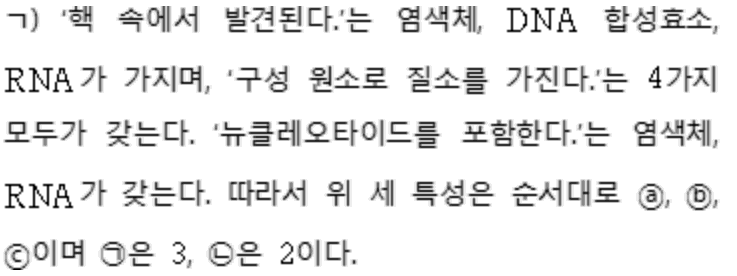 ㄱ) '핵 속에서 발견된다.'는 염색체, DNA 합성효소,
RNA가 가지며, '구성 원소로 질소를 가진다.'는 4가지
모두가 갖는다. '뉴클레오타이드를 포함한다.'는 염색체,
RNA가 갖는다. 따라서 위 세 특성은 순서대로 ⓐ, ⓑ,
ⓒ이며 ㉠은 3, ㉡은 2이다.